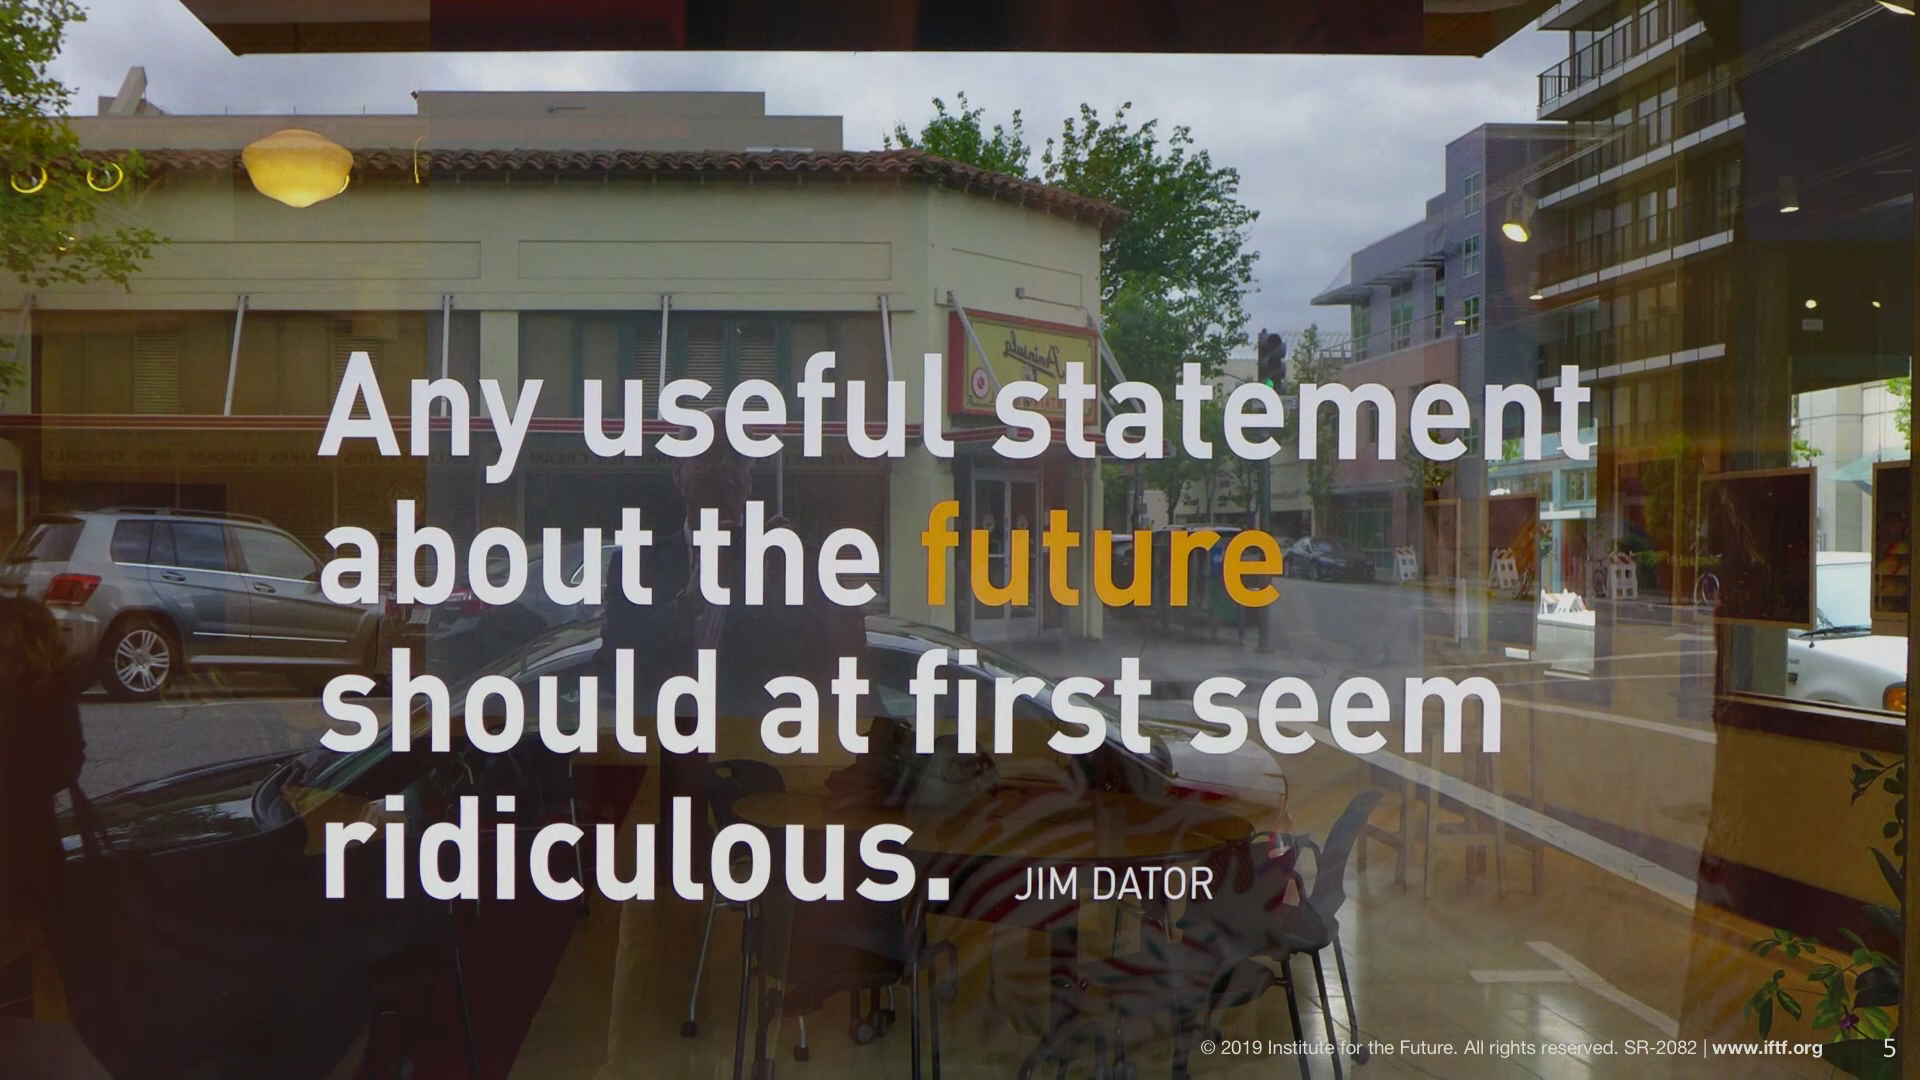 Any useful statement
about the future
should at first seem
ridiculous. JIM DATOR
Peninsula
© 2019 Institute for the Future. All rights reserved. SR-2082 | www.iftf.org 5